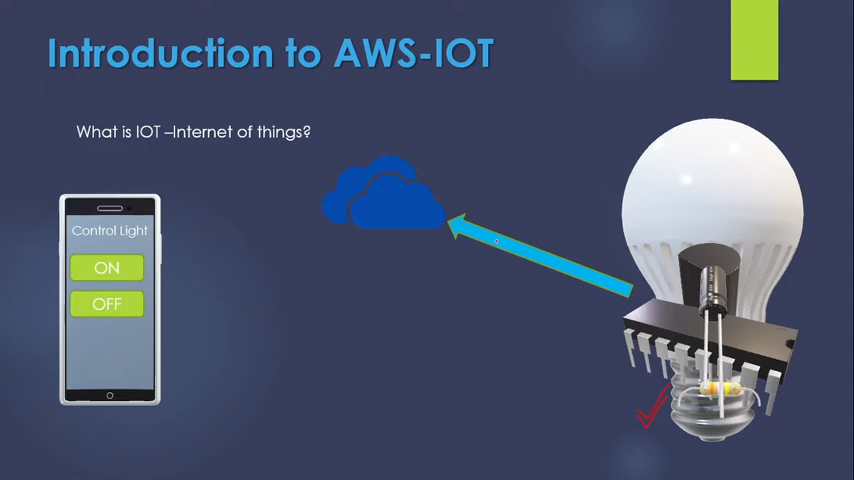 Introduction to AWS-IOT
What is IOT –Internet of things?
Control Light
ON
OFF